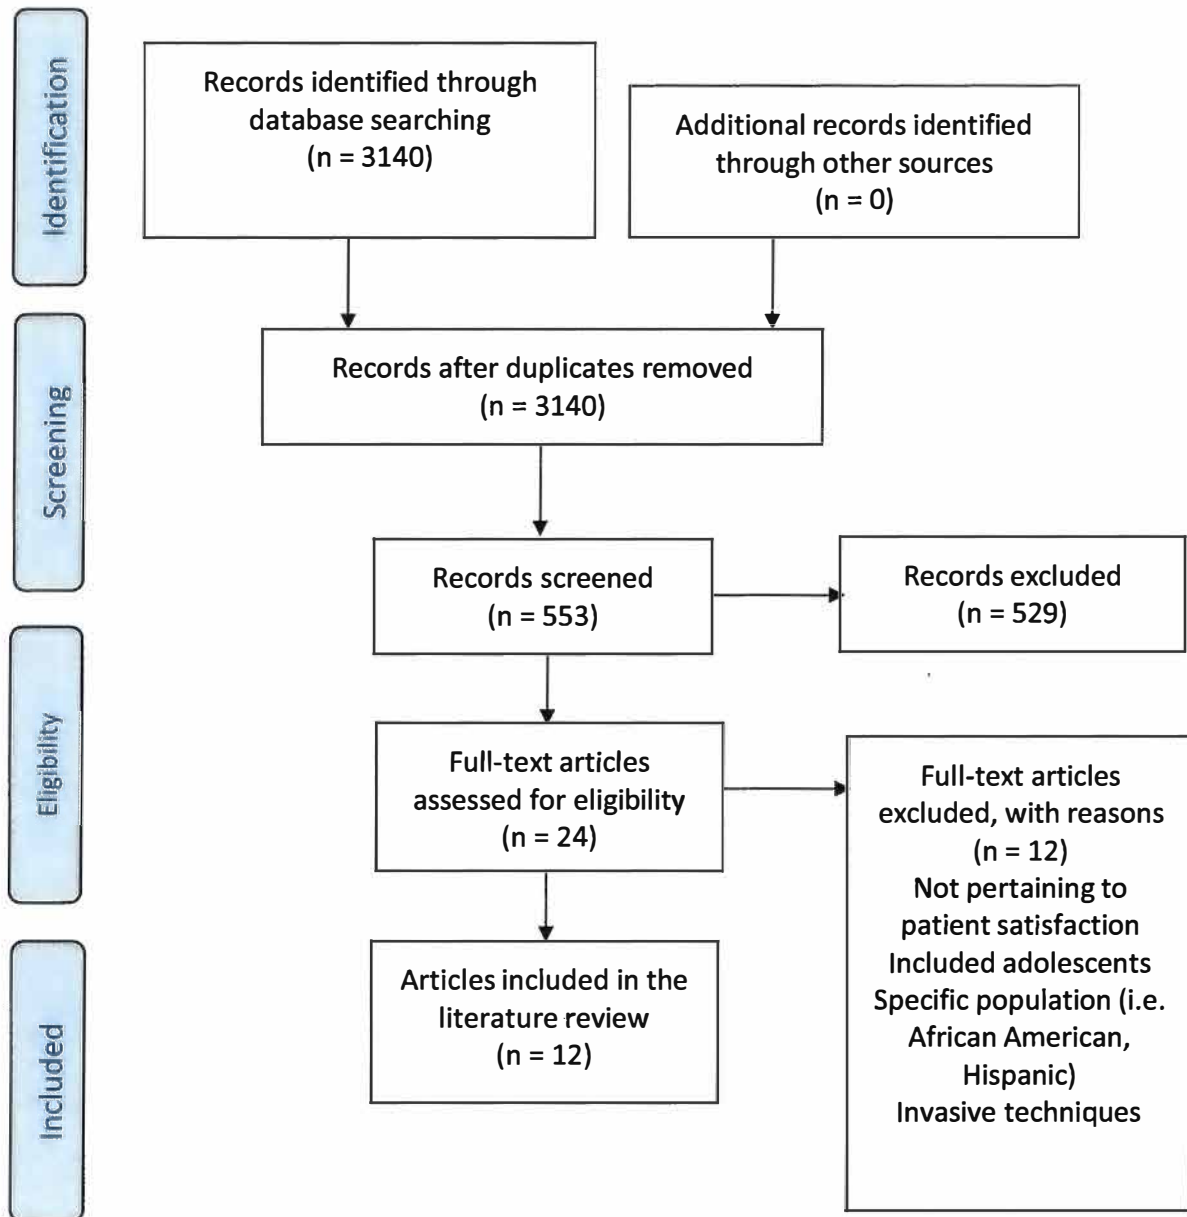 Identification
Records identified through
database searching
(n = 3140)
Additional records identified
through other sources
(n = 0)
Screening
Records after duplicates removed
(n = 3140)
Records screened
(n = 553)
Records excluded
(n = 529)
Eligibility
Full-text articles
assessed for eligibility
(n = 24)
Full-text articles
excluded, with reasons
(n = 12)
Not pertaining to
patient satisfaction
Included adolescents
Specific population (i.e.
African American,
Hispanic)
Invasive techniques
Included
Articles included in the
literature review
(n = 12)